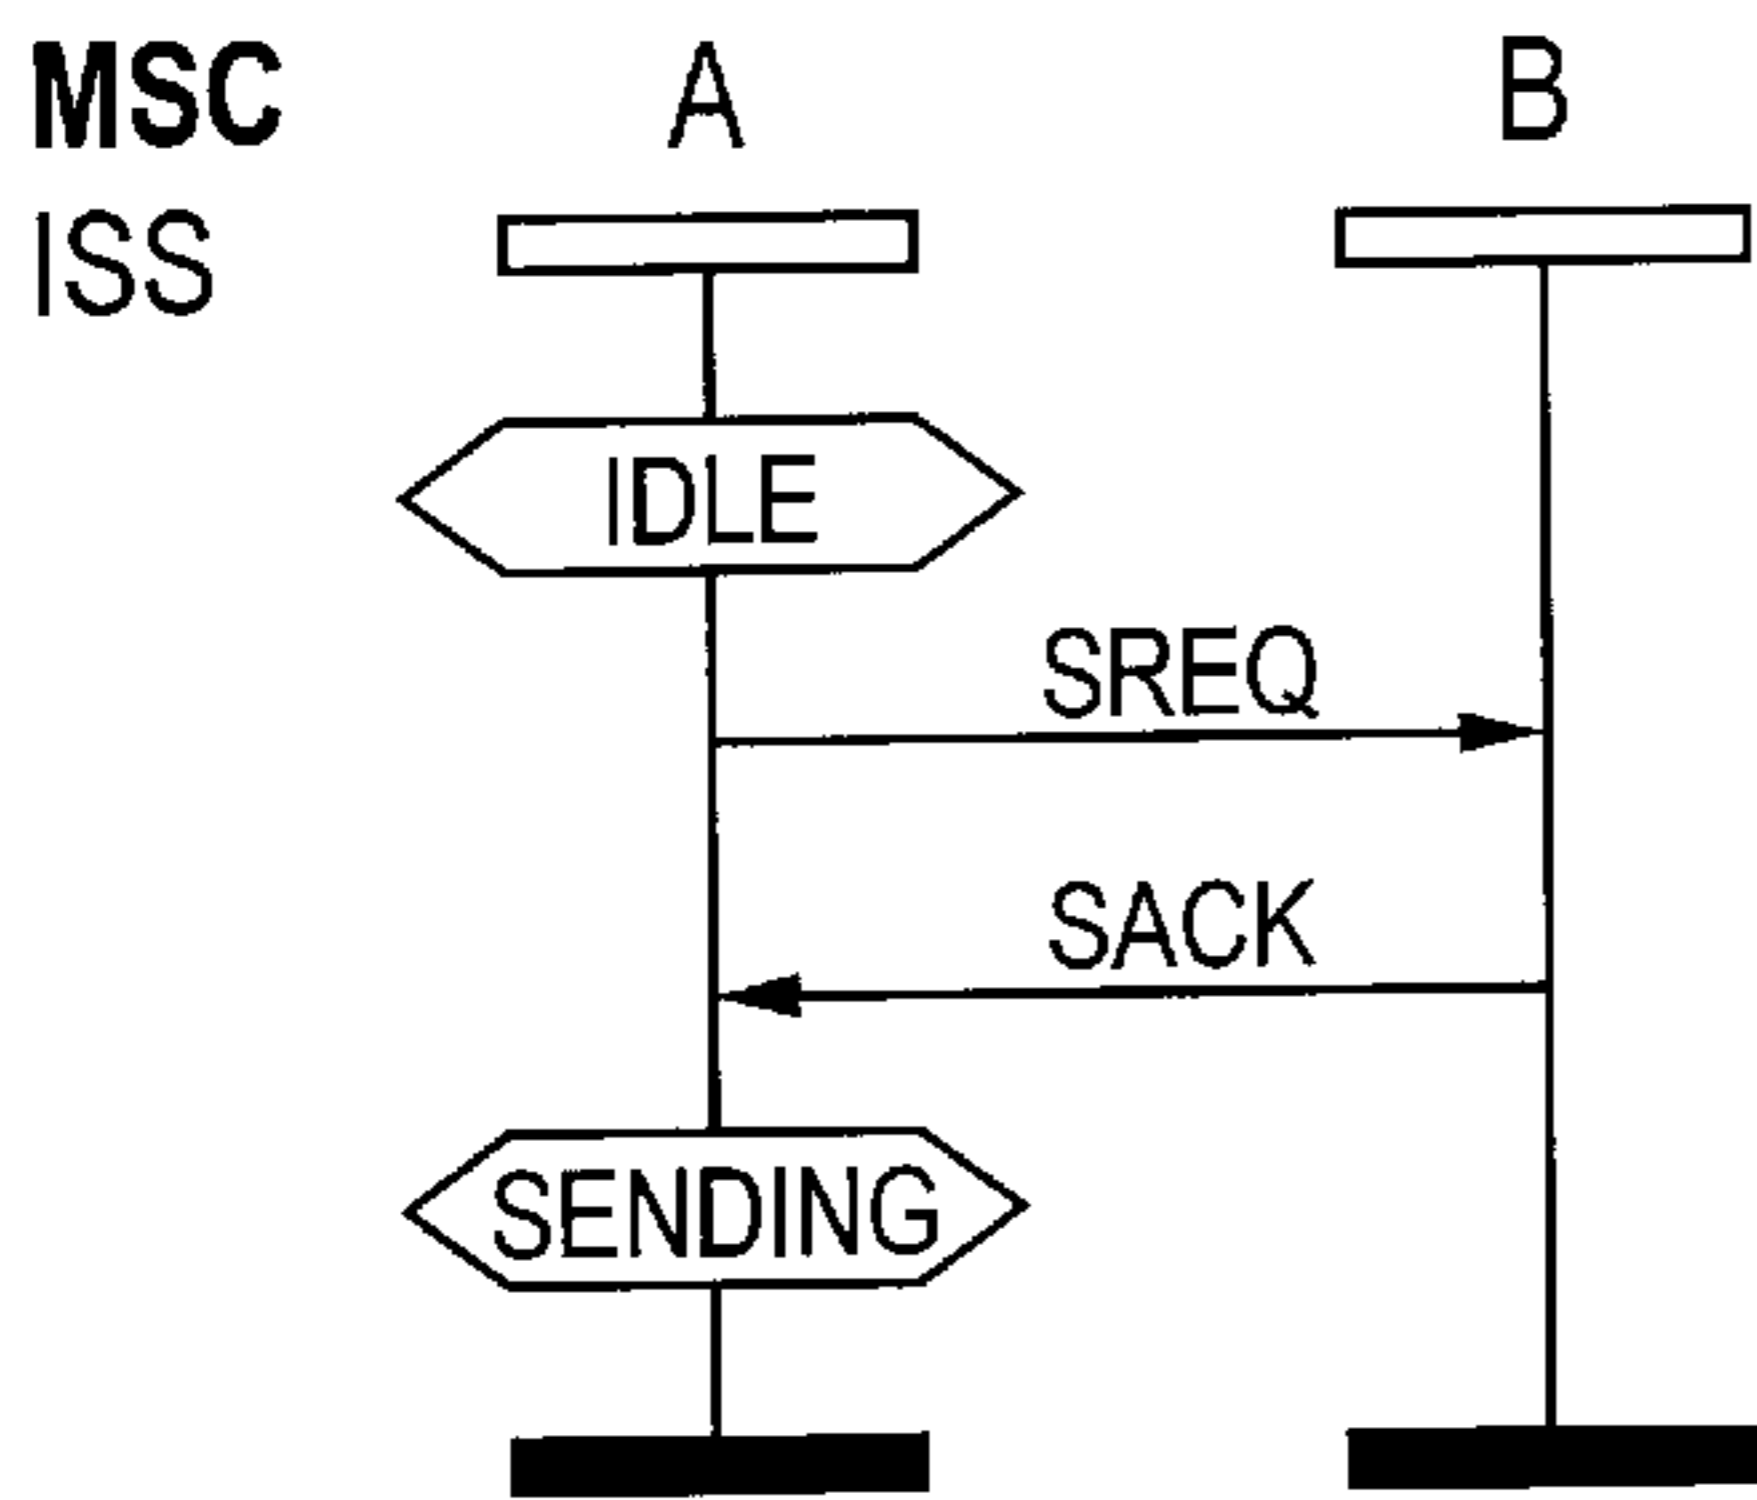 MSC
ISS
A
B
IDLE
SREQ
SACK
SENDING